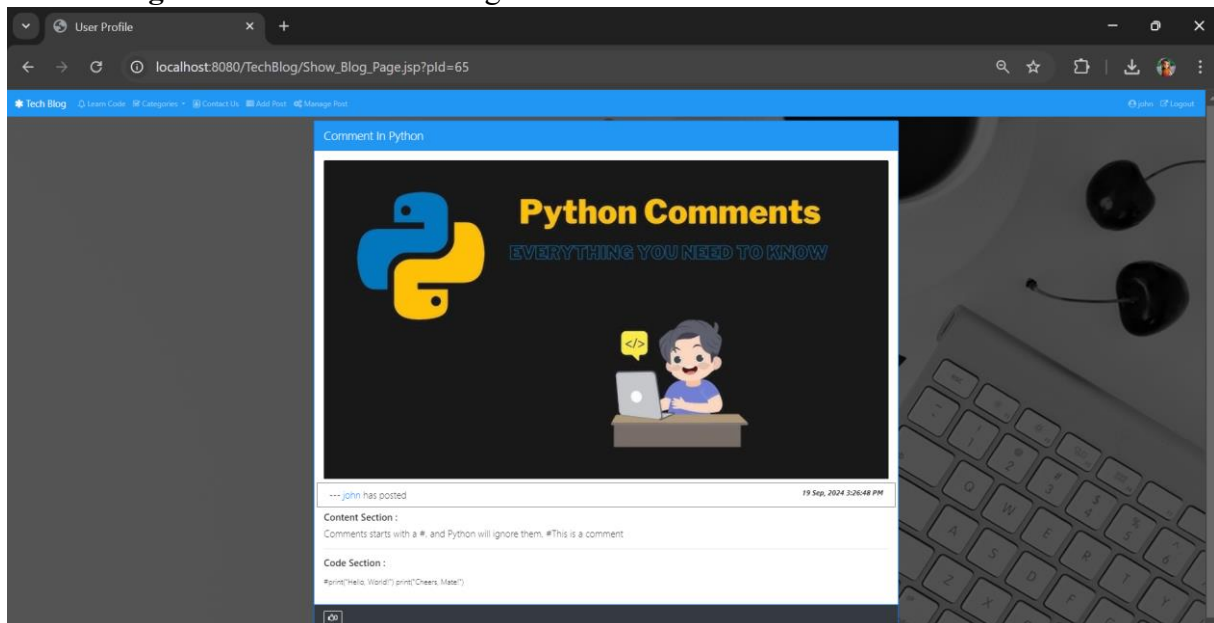 User Profile
localhost:8080/TechBlog/Show_Blog_Page.jsp?pId=65
Tech Blog Learn Code Categories Contact Us Add Post Manage Post john Logout
Comment In Python
Python Comments
EVERYTHING YOU NEED TO KNOW
</>
--- john has posted 19 Sep, 2024 3:26:48 PM
Content Section :
Comments starts with a #, and Python will ignore them. #This is a comment
Code Section :
#print("Hello, World!") print("Cheers, Mate!")